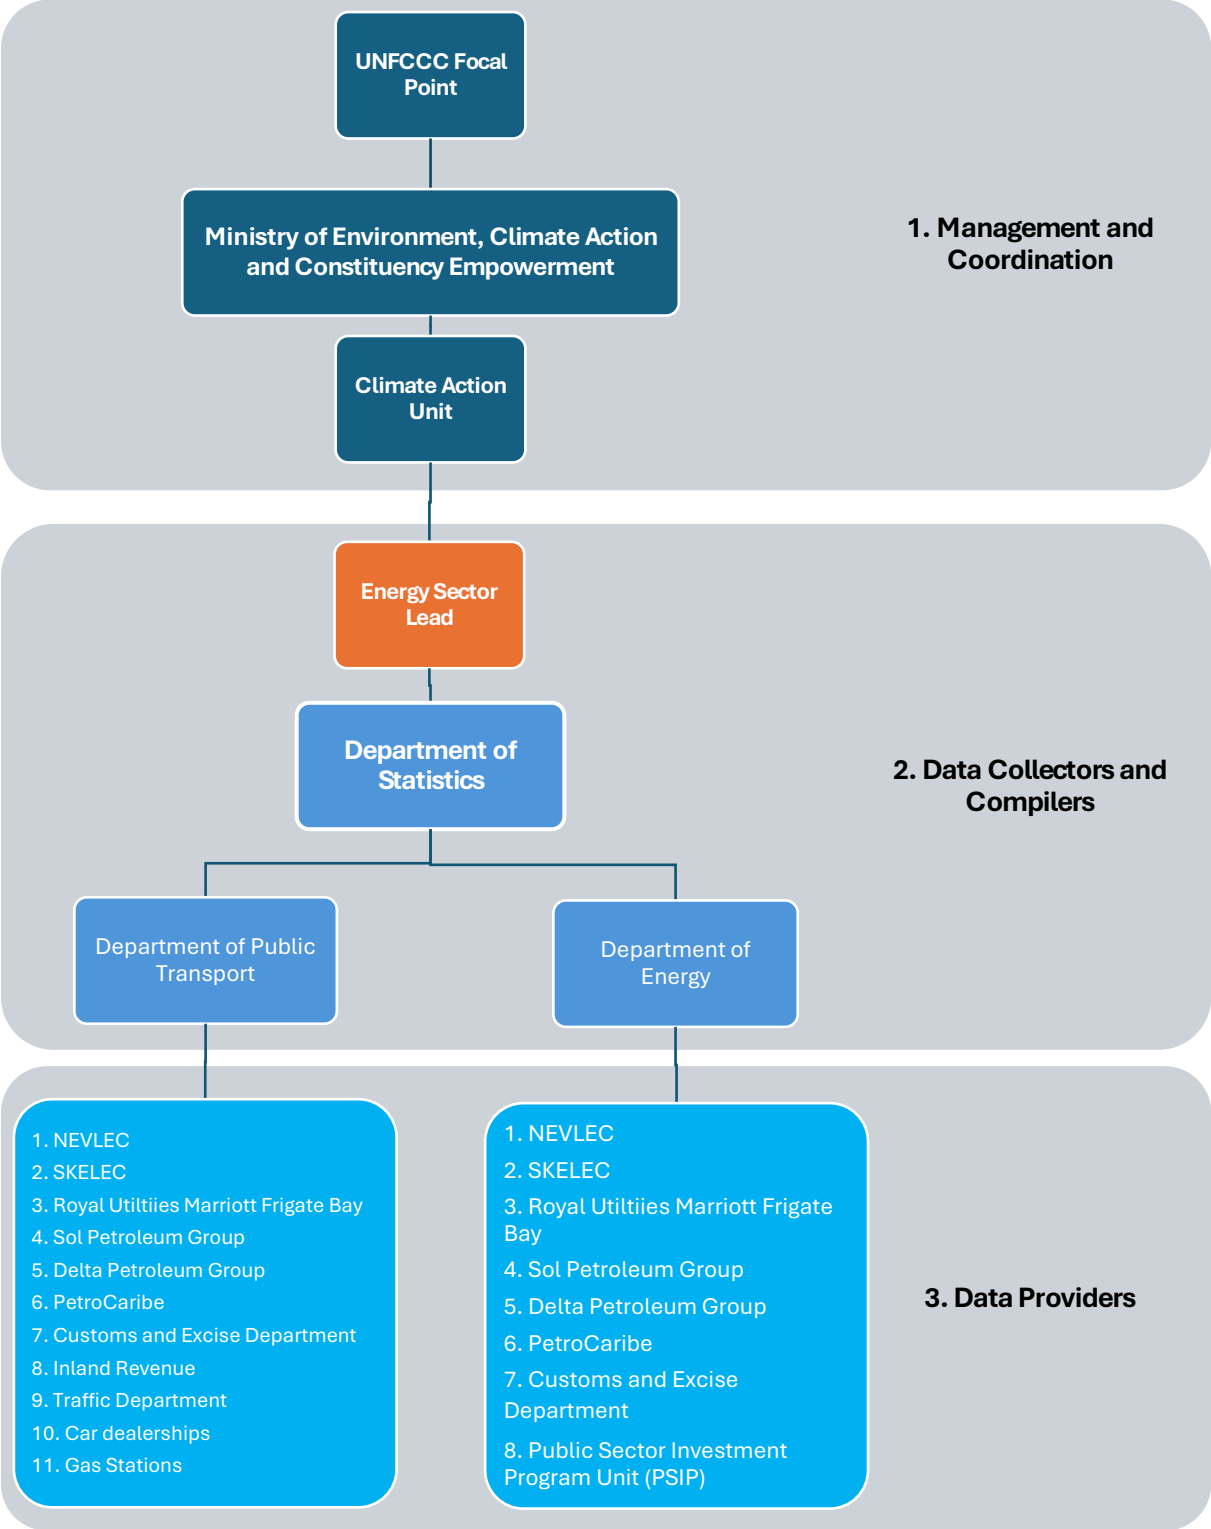 UNFCCC Focal
Point
Ministry of Environment, Climate Action
and Constituency Empowerment
1. Management and
Coordination
Climate Action
Unit
Energy Sector
Lead
Department of
Statistics
2. Data Collectors and
Compilers
Department of Public
Transport
Department of
Energy
1. NEVLEC
2. SKELEC
3. Royal Utiltiies Marriott Frigate Bay
4. Sol Petroleum Group
5. Delta Petroleum Group
6. PetroCaribe
7. Customs and Excise Department
8. Inland Revenue
9. Traffic Department
10. Car dealerships
11. Gas Stations
1. NEVLEC
2. SKELEC
3. Royal Utiltiies Marriott Frigate
Bay
4. Sol Petroleum Group
5. Delta Petroleum Group
6. PetroCaribe
7. Customs and Excise
Department
8. Public Sector Investment
Program Unit (PSIP)
3. Data Providers